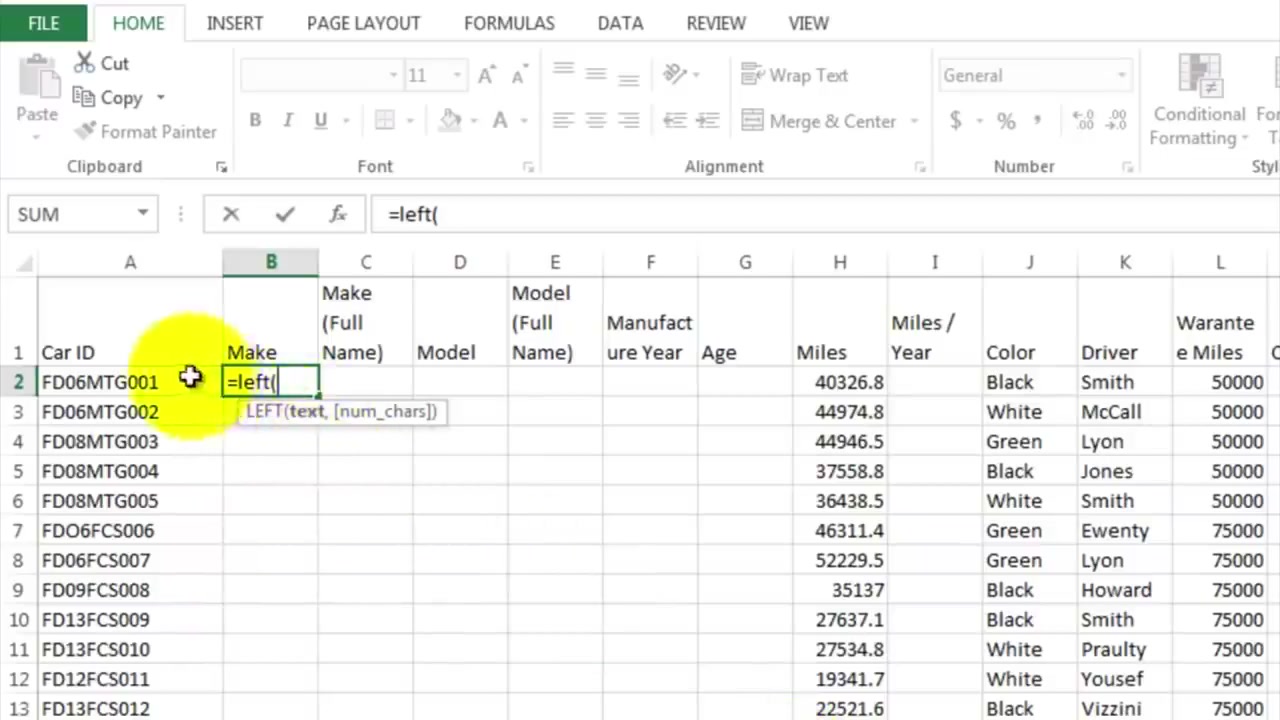 FILE HOME INSERT PAGE LAYOUT FORMULAS DATA REVIEW VIEW
Cut
Copy
Format Painter
Paste
Clipboard
11
B I U A
Font
Wrap Text
Merge & Center
Alignment
General
$ % ,
Number
Conditional
Formatting
SUM fx =left(
A B C D E F G H I J K L
1 Car ID Make Make (Full Name) Model Model (Full Name) Manufact ure Year Age Miles Miles / Year Color Driver Warante e Miles
2 FD06MTG001 =left( 40326.8 Black Smith 50000
LEFT(text, [num_chars])
3 FD06MTG002 44974.8 White McCall 50000
4 FD08MTG003 44946.5 Green Lyon 50000
5 FD08MTG004 37558.8 Black Jones 50000
6 FD08MTG005 36438.5 White Smith 50000
7 FDO6FCS006 46311.4 Green Ewenty 75000
8 FD06FCS007 52229.5 Green Lyon 75000
9 FD09FCS008 35137 Black Howard 75000
10 FD13FCS009 27637.1 Black Smith 75000
11 FD13FCS010 27534.8 White Praulty 75000
12 FD12FCS011 19341.7 White Yousef 75000
13 FD13FCS012 22521.6 Black Vizzini 75000